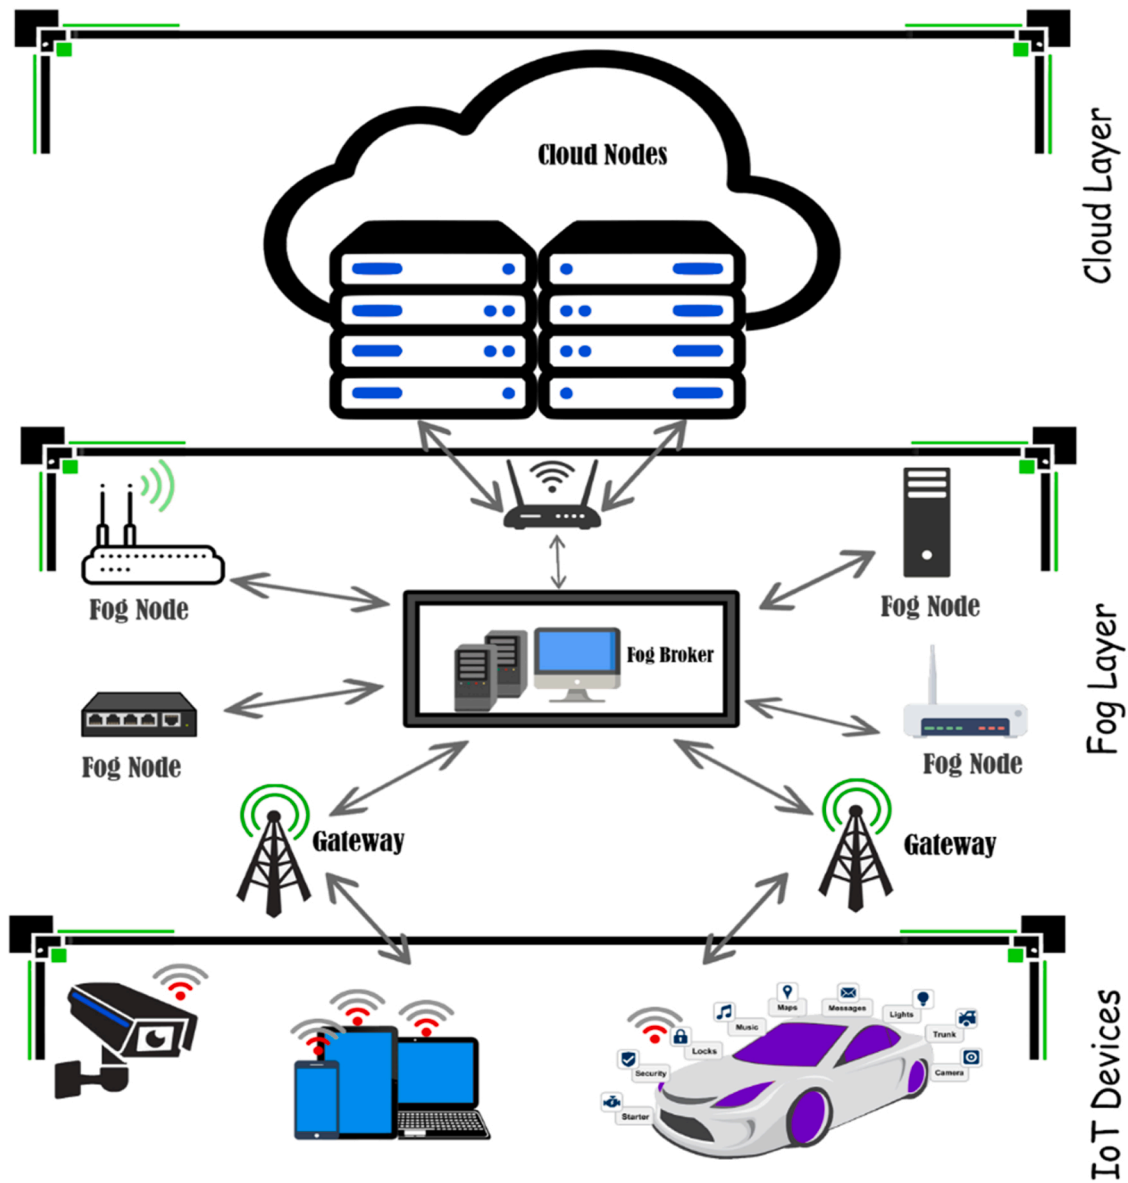 Cloud Nodes
Cloud Layer
Fog Node
Fog Node
Fog Broker
Fog Layer
Fog Node
Fog Node
Gateway
Gateway
Maps
Messages
Lights
Music
Trunk
Locks
Security
Camera
Starter
IoT Devices